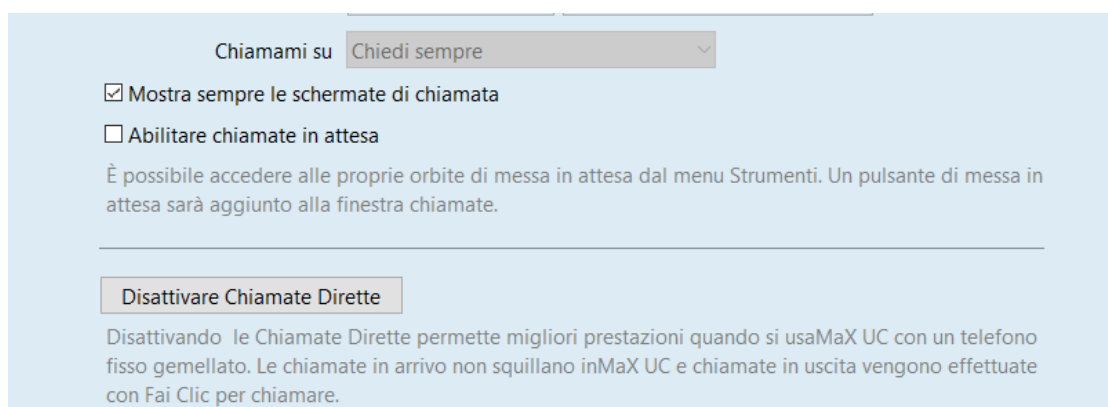 Chiamami su Chiedi sempre
Mostra sempre le schermate di chiamata
Abilitare chiamate in attesa
È possibile accedere alle proprie orbite di messa in attesa dal menu Strumenti. Un pulsante di messa in
attesa sarà aggiunto alla finestra chiamate.
Disattivare Chiamate Dirette
Disattivando  le Chiamate Dirette permette migliori prestazioni quando si usaMaX UC con un telefono
fisso gemellato. Le chiamate in arrivo non squillano inMaX UC e chiamate in uscita vengono effettuate
con Fai Clic per chiamare.